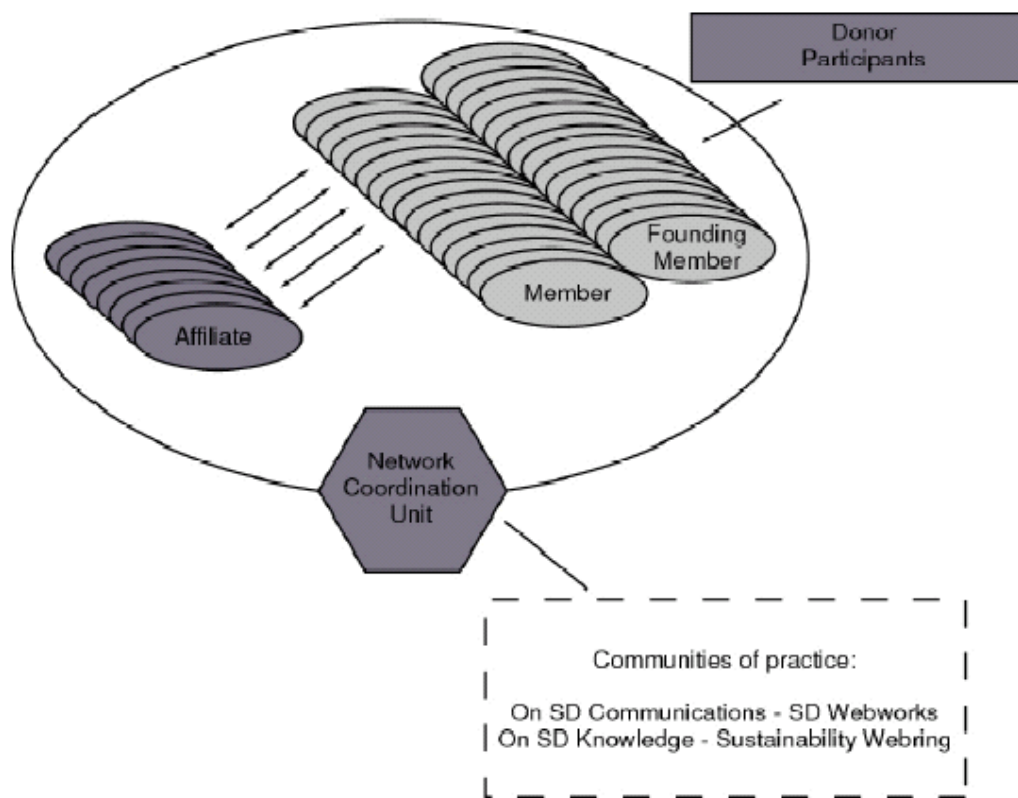 Donor
Participants
Founding
Member
Member
Affiliate
Network
Coordination
Unit
Communities of practice:
On SD Communications - SD Webworks
On SD Knowledge - Sustainability Webring